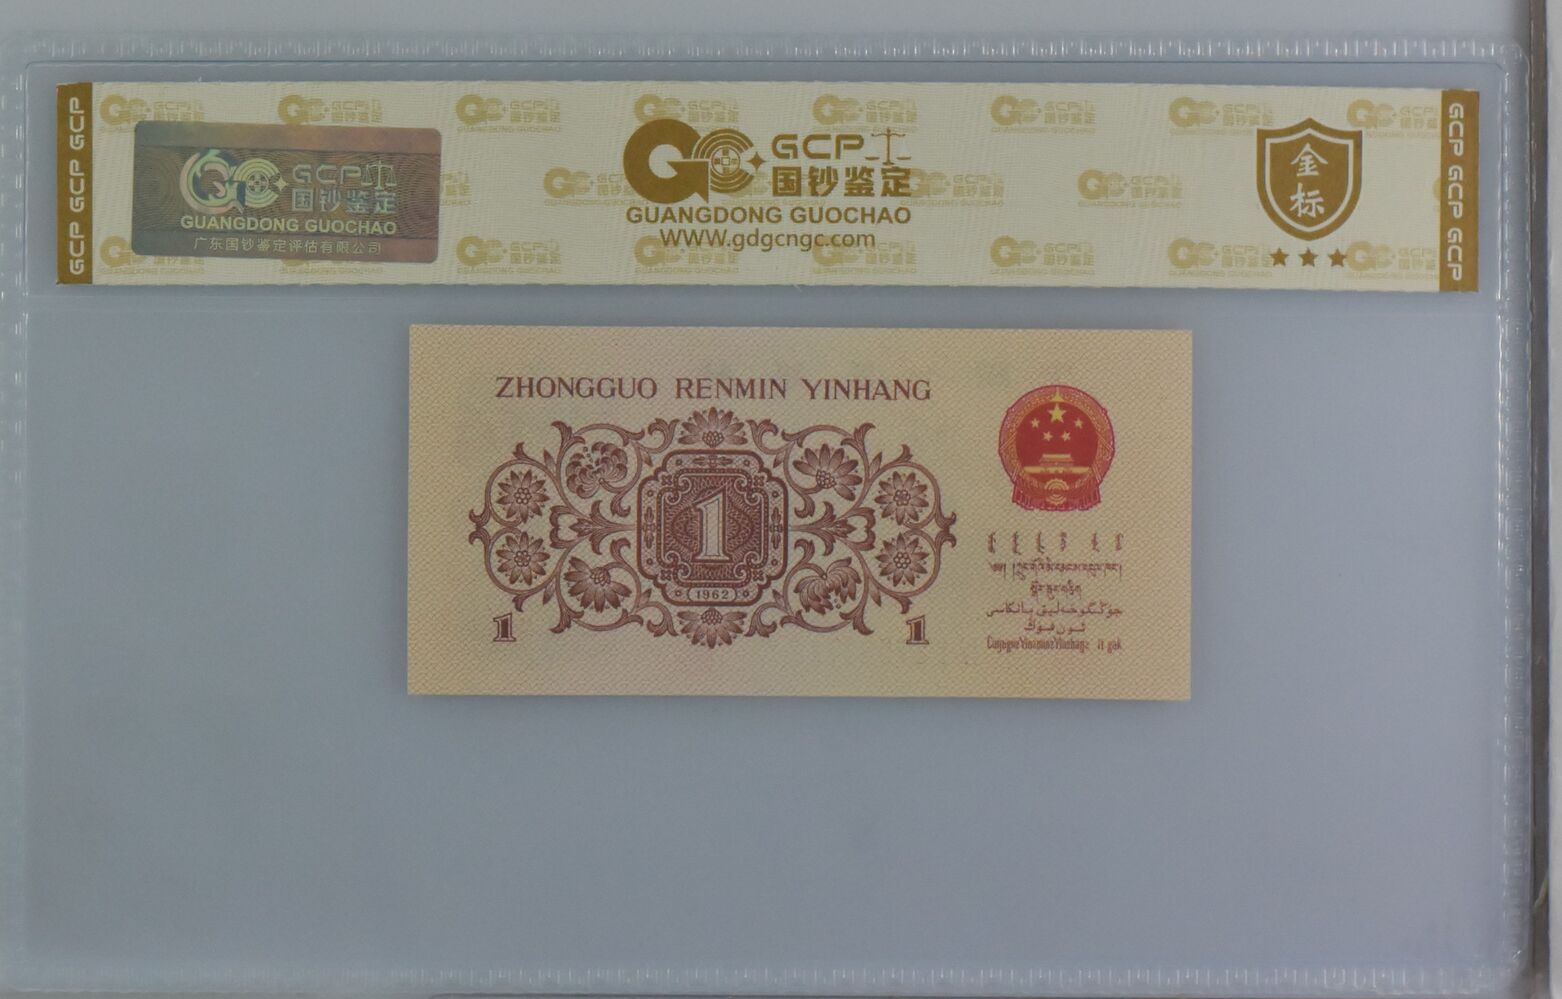 GCP GCP GCP
GCP
国钞鉴定
GUANGDONG GUOCHAO
广东国钞鉴定评估有限公司
GCP
国钞鉴定
GUANGDONG GUOCHAO
WWW.gdgcngc.com
金
标
GCP GCP GCP GCP
ZHONGGUO RENMIN YINHANG
1
1962
1
1